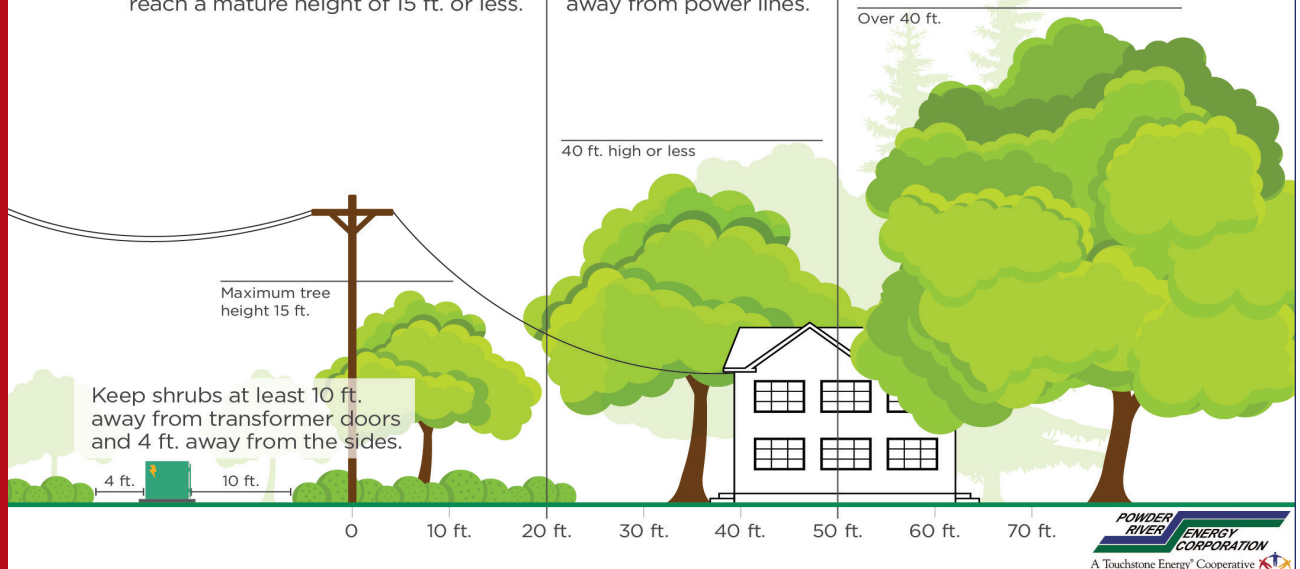 reach a mature height of 15 ft. or less.
away from power lines.
Over 40 ft.
40 ft. high or less
Maximum tree
height 15 ft.
Keep shrubs at least 10 ft.
away from transformer doors
and 4 ft. away from the sides.
4 ft.
10 ft.
0
10 ft.
20 ft.
30 ft.
40 ft.
50 ft.
60 ft.
70 ft.
POWDER
RIVER
ENERGY
CORPORATION
A Touchstone Energy® Cooperative